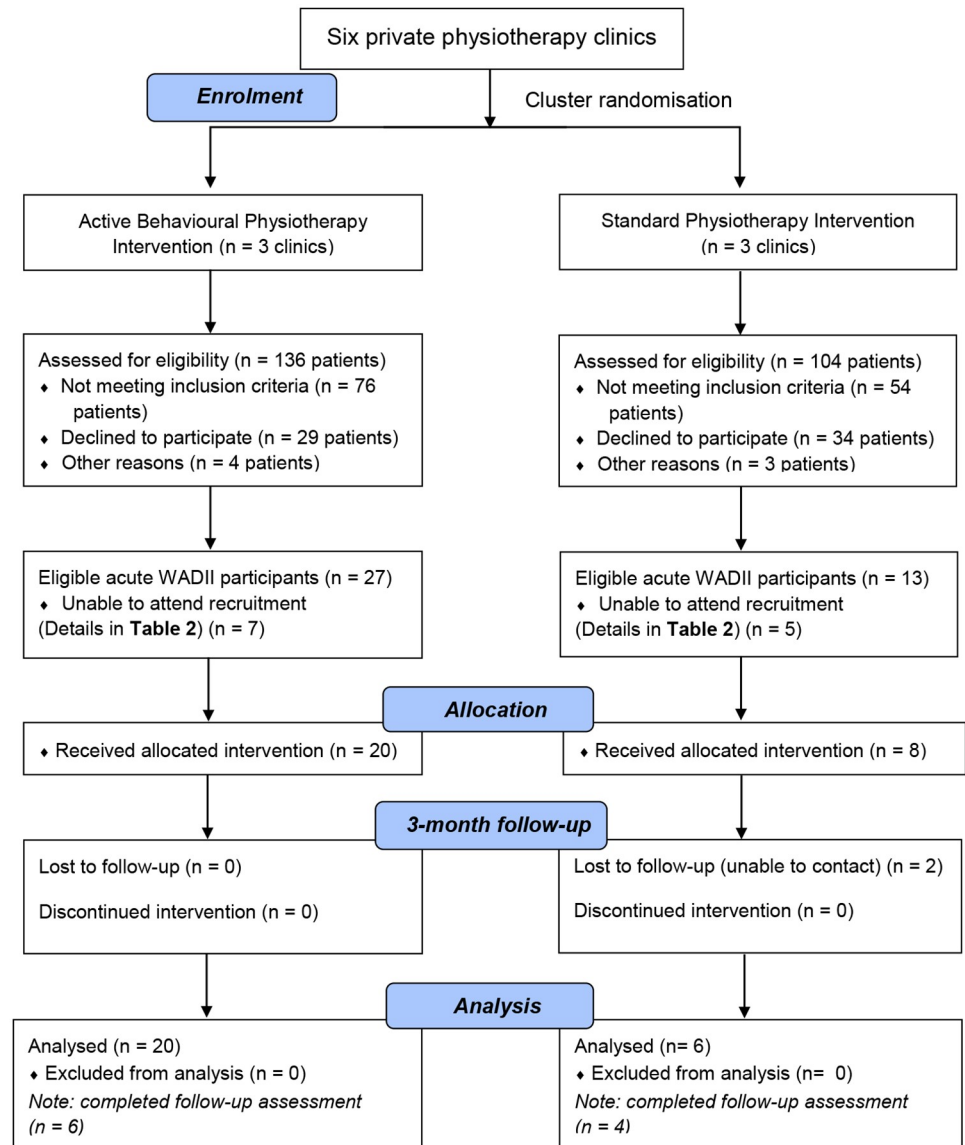 Six private physiotherapy clinics
Enrolment
Cluster randomisation
Active Behavioural Physiotherapy
Intervention (n = 3 clinics)
Standard Physiotherapy Intervention
(n = 3 clinics)
Assessed for eligibility (n = 136 patients)
♦ Not meeting inclusion criteria (n = 76
patients)
♦ Declined to participate (n = 29 patients)
♦ Other reasons (n = 4 patients)
Assessed for eligibility (n = 104 patients)
♦ Not meeting inclusion criteria (n = 54
patients)
♦ Declined to participate (n = 34 patients)
♦ Other reasons (n = 3 patients)
Eligible acute WADII participants (n = 27)
♦ Unable to attend recruitment
(Details in Table 2) (n = 7)
Eligible acute WADII participants (n = 13)
♦ Unable to attend recruitment
(Details in Table 2) (n = 5)
Allocation
♦ Received allocated intervention (n = 20)
♦ Received allocated intervention (n = 8)
3-month follow-up
Lost to follow-up (n = 0)
Discontinued intervention (n = 0)
Lost to follow-up (unable to contact) (n = 2)
Discontinued intervention (n = 0)
Analysis
Analysed (n = 20)
♦ Excluded from analysis (n = 0)
Note: completed follow-up assessment
(n = 6)
Analysed (n= 6)
♦ Excluded from analysis (n= 0)
Note: completed follow-up assessment
(n = 4)